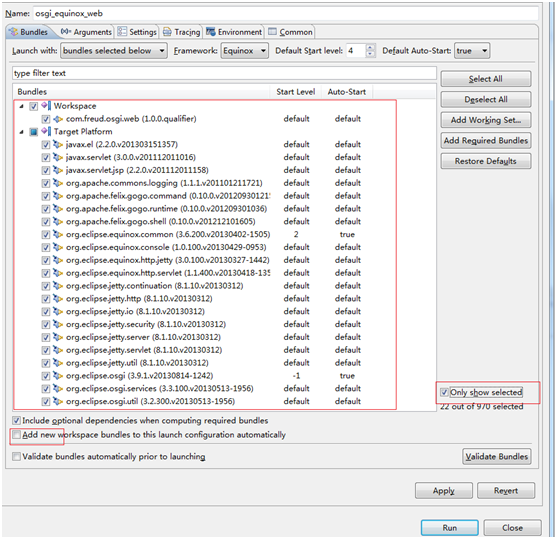 Name: osgi_equinox_web
Bundles Arguments Settings Tracing Environment Common
Launch with: bundles selected below Framework: Equinox Default Start level: 4 Default Auto-Start: true
type filter text
Bundles Start Level Auto-Start
Workspace
com.freud.osgi.web (1.0.0.qualifier) default default
Target Platform
javax.el (2.2.0.v201303151357) default default
javax.servlet (3.0.0.v201112011016) default default
javax.servlet.jsp (2.2.0.v201112011158) default default
org.apache.commons.logging (1.1.1.v201101211721) default default
org.apache.felix.gogo.command (0.10.0.v201209301215 default default
org.apache.felix.gogo.runtime (0.10.0.v201209301036) default default
org.apache.felix.gogo.shell (0.10.0.v201212101605) default default
org.eclipse.equinox.common (3.6.200.v20130402-1505) 2 true
org.eclipse.equinox.console (1.0.100.v20130429-0953) default default
org.eclipse.equinox.http.jetty (3.0.100.v20130327-1442) default default
org.eclipse.equinox.http.servlet (1.1.400.v20130418-135 default default
org.eclipse.jetty.continuation (8.1.10.v20130312) default default
org.eclipse.jetty.http (8.1.10.v20130312) default default
org.eclipse.jetty.io (8.1.10.v20130312) default default
org.eclipse.jetty.security (8.1.10.v20130312) default default
org.eclipse.jetty.server (8.1.10.v20130312) default default
org.eclipse.jetty.servlet (8.1.10.v20130312) default default
org.eclipse.jetty.util (8.1.10.v20130312) default default
org.eclipse.osgi (3.9.1.v20130814-1242) -1 true
org.eclipse.osgi.services (3.3.100.v20130513-1956) default default
org.eclipse.osgi.util (3.2.300.v20130513-1956) default default
Select All
Deselect All
Add Working Set...
Add Required Bundles
Restore Defaults
Only show selected
22 out of 970 selected
Include optional dependencies when computing required bundles
Add new workspace bundles to this launch configuration automatically
Validate bundles automatically prior to launching Validate Bundles
Apply Revert
Run Close